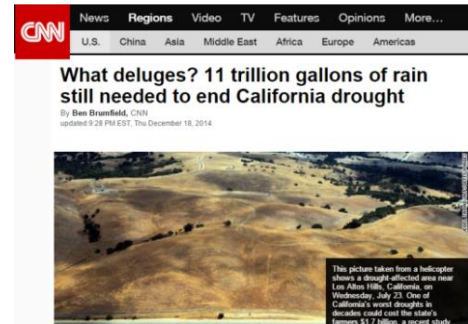 CNN
News Regions Video TV Features Opinions More...
U.S. China Asia Middle East Africa Europe Americas
What deluges? 11 trillion gallons of rain
still needed to end California drought
By Ben Brumfield, CNN
updated 9:28 PM EST, Thu December 18, 2014
This picture taken from a helicopter
shows a drought-affected area near
Los Altos Hills, California, on
Wednesday, July 23. One of
California's worst droughts in
decades could cost the state's
farmers $1.7 billion, a recent study